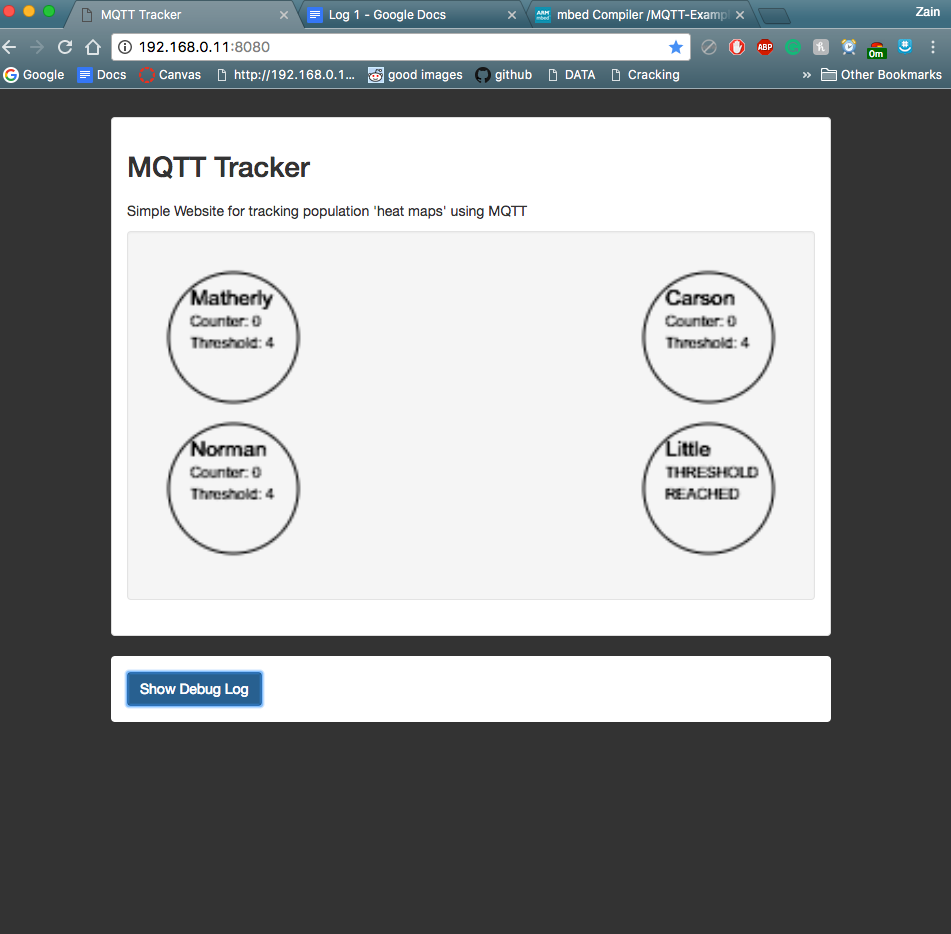 MQTT Tracker
Log 1 - Google Docs
mbed Compiler /MQTT-Exampl
Zain
192.168.0.11:8080
ABP
0m
Google
Docs
Canvas
http://192.168.0.1...
good images
github
DATA
Cracking
»
Other Bookmarks
MQTT Tracker
Simple Website for tracking population 'heat maps' using MQTT
Matherly
Counter: 0
Threshold: 4
Carson
Counter: 0
Threshold: 4
Norman
Counter: 0
Threshold: 4
Little
THRESHOLD
REACHED
Show Debug Log